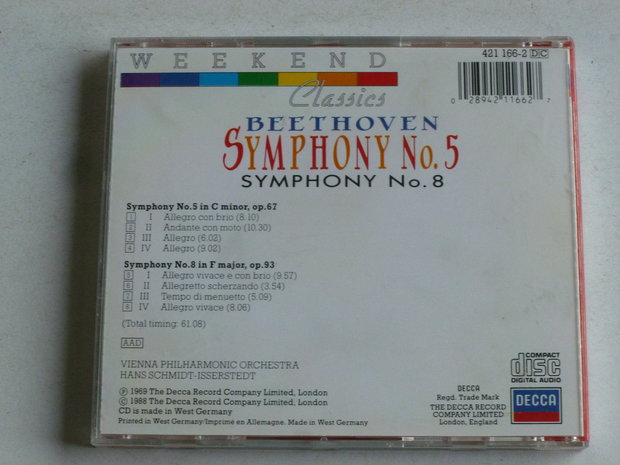 WEEKEND
Classics
421 166-2 DC
0 28942 11662 7
BEETHOVEN
SYMPHONY No. 5
SYMPHONY No. 8
Symphony No.5 in C minor, op.67
1 I Allegro con brio (8.10)
2 II Andante con moto (10.30)
3 III Allegro (6.02)
4 IV Allegro (9.02)
Symphony No.8 in F major, op.93
5 I Allegro vivace e con brio (9.57)
6 II Allegretto scherzando (3.54)
7 III Tempo di menuetto (5.09)
8 IV Allegro vivace (8.06)
(Total timing: 61.08)
AAD
VIENNA PHILHARMONIC ORCHESTRA
HANS SCHMIDT-ISSERSTEDT
℗ 1969 The Decca Record Company Limited, London
© 1988 The Decca Record Company Limited, London
CD is made in West Germany
Printed in West Germany/Imprimé en Allemagne. Made in West Germany
DECCA
Regd. Trade Mark
THE DECCA RECORD
COMPANY LIMITED
London, England
COMPACT
disc
DIGITAL AUDIO
DECCA